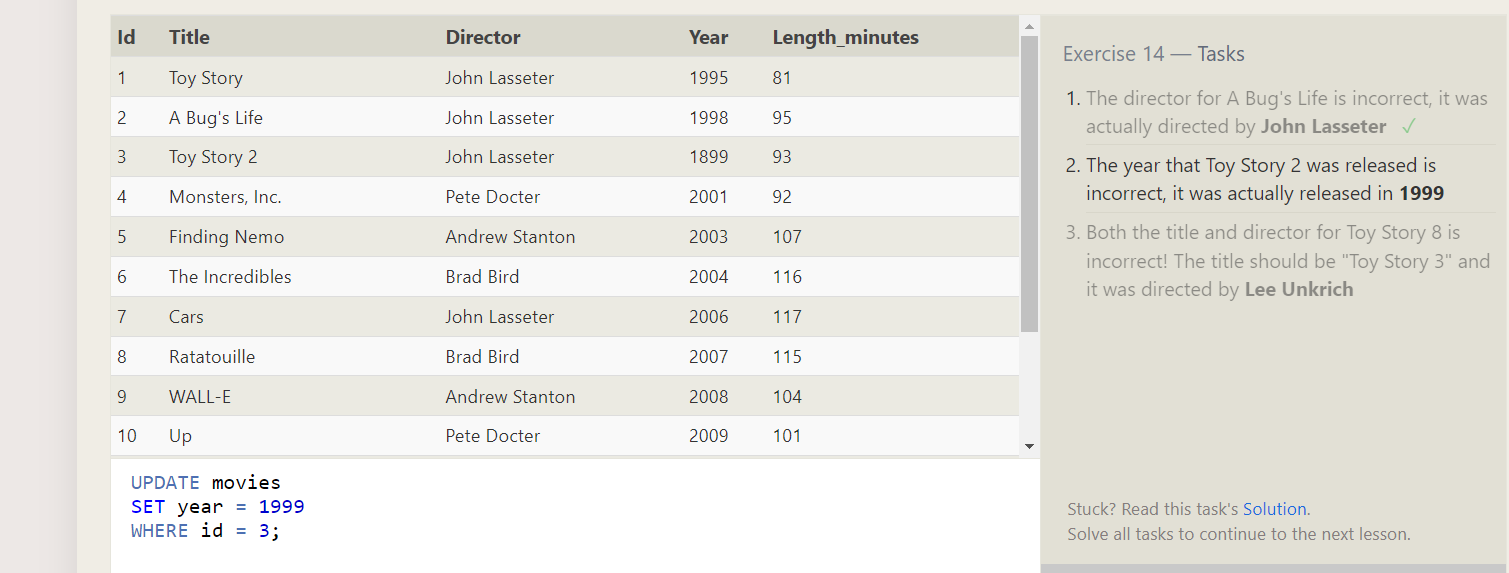 Id Title Director Year Length_minutes
1 Toy Story John Lasseter 1995 81
2 A Bug's Life John Lasseter 1998 95
3 Toy Story 2 John Lasseter 1899 93
4 Monsters, Inc. Pete Docter 2001 92
5 Finding Nemo Andrew Stanton 2003 107
6 The Incredibles Brad Bird 2004 116
7 Cars John Lasseter 2006 117
8 Ratatouille Brad Bird 2007 115
9 WALL-E Andrew Stanton 2008 104
10 Up Pete Docter 2009 101
UPDATE movies
SET year = 1999
WHERE id = 3;
Exercise 14 — Tasks
1. The director for A Bug's Life is incorrect, it was
actually directed by John Lasseter ✓
2. The year that Toy Story 2 was released is
incorrect, it was actually released in 1999
3. Both the title and director for Toy Story 8 is
incorrect! The title should be "Toy Story 3" and
it was directed by Lee Unkrich
Stuck? Read this task's Solution.
Solve all tasks to continue to the next lesson.